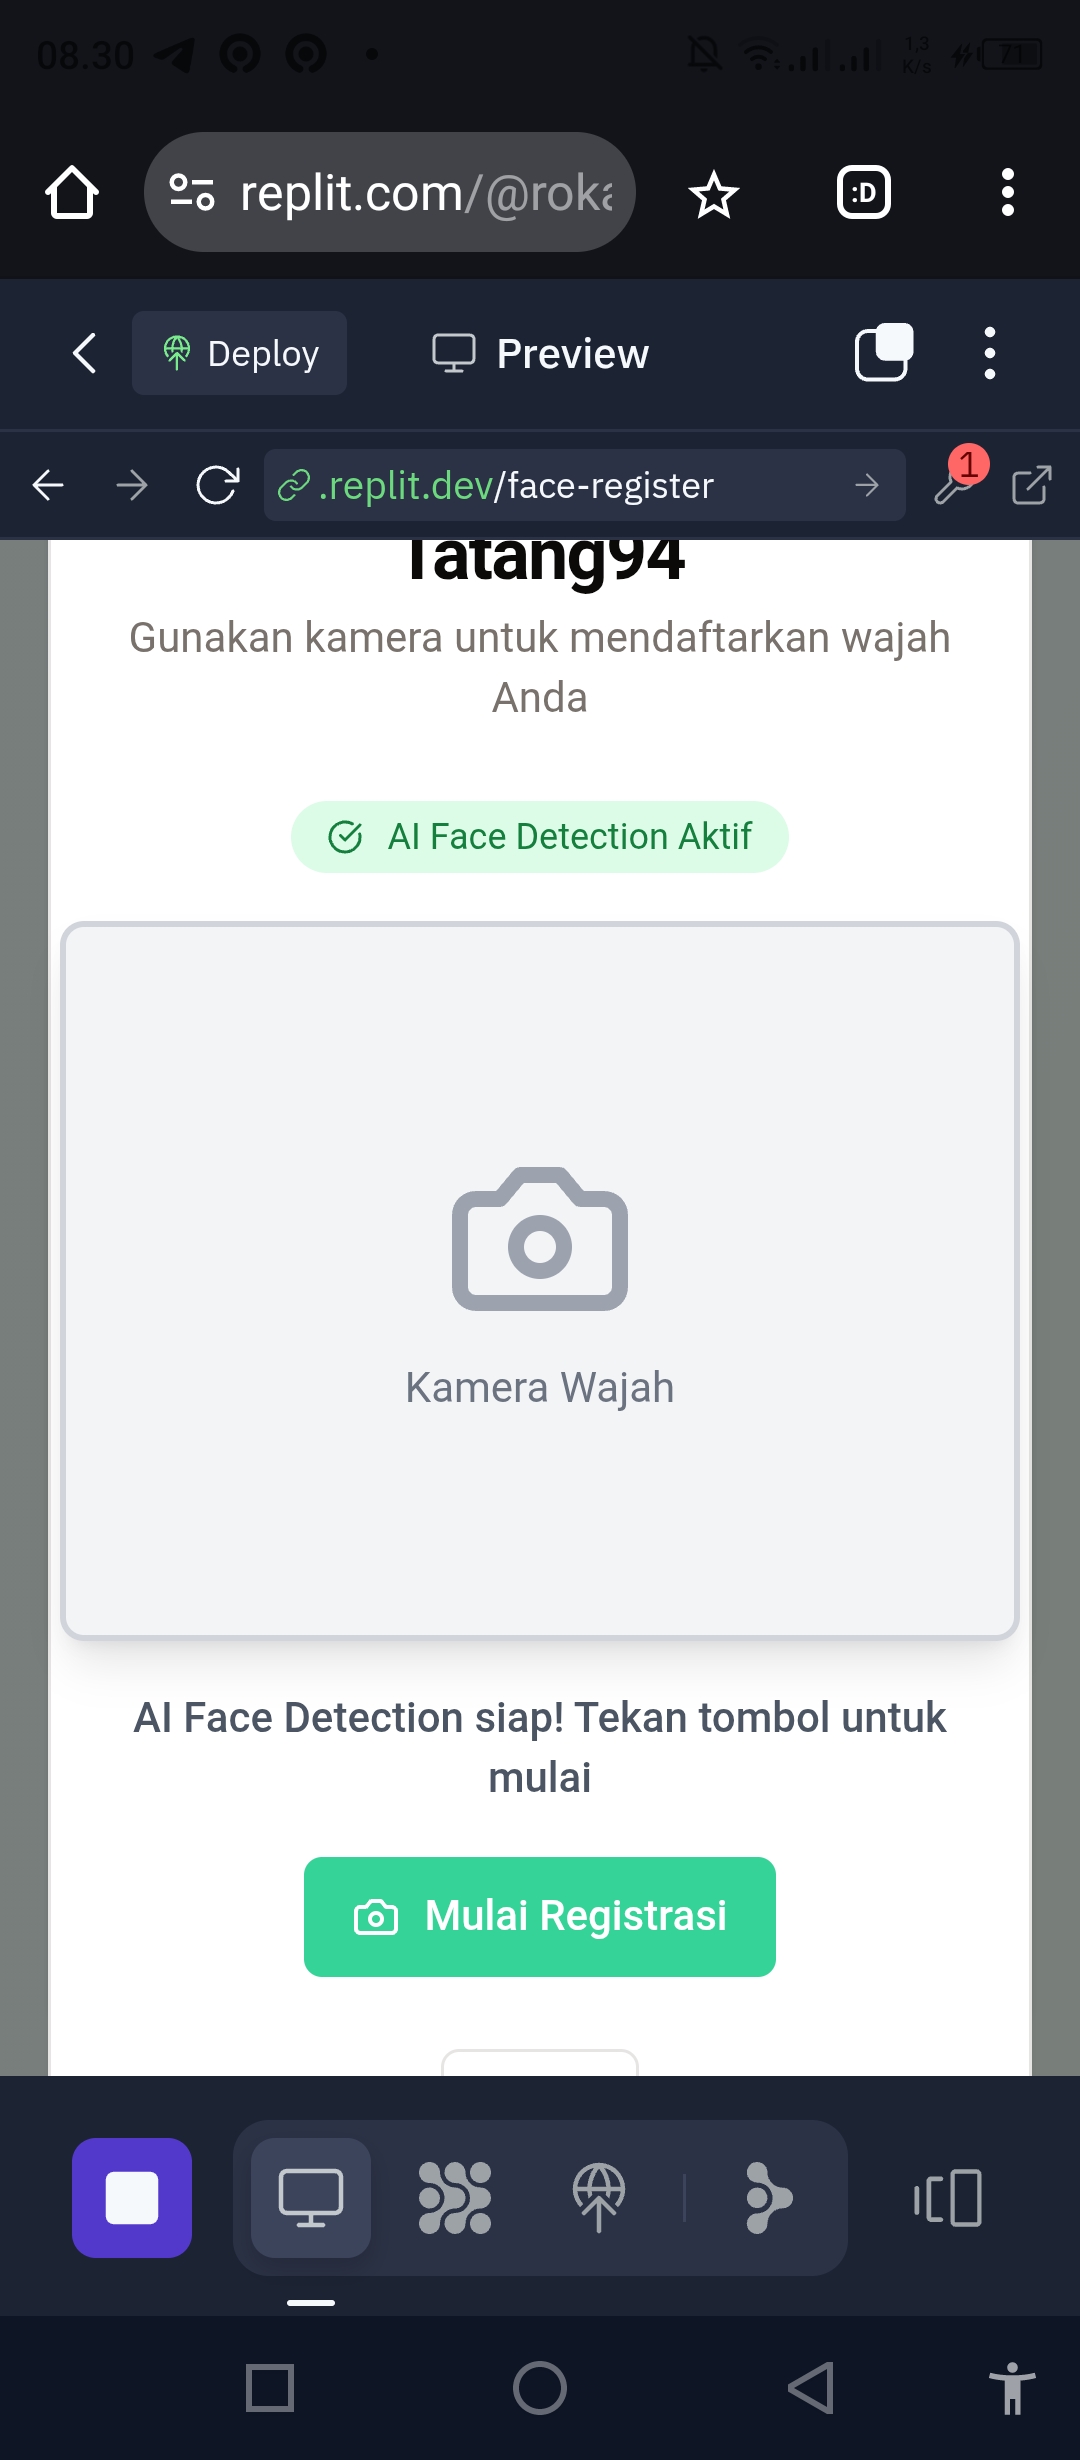 08.30
1,3
K/s
71
replit.com/@roka
:D
Deploy
Preview
1
.replit.dev/face-register
Tatang94
Gunakan kamera untuk mendaftarkan wajah
Anda
AI Face Detection Aktif
Kamera Wajah
AI Face Detection siap! Tekan tombol untuk
mulai
Mulai Registrasi